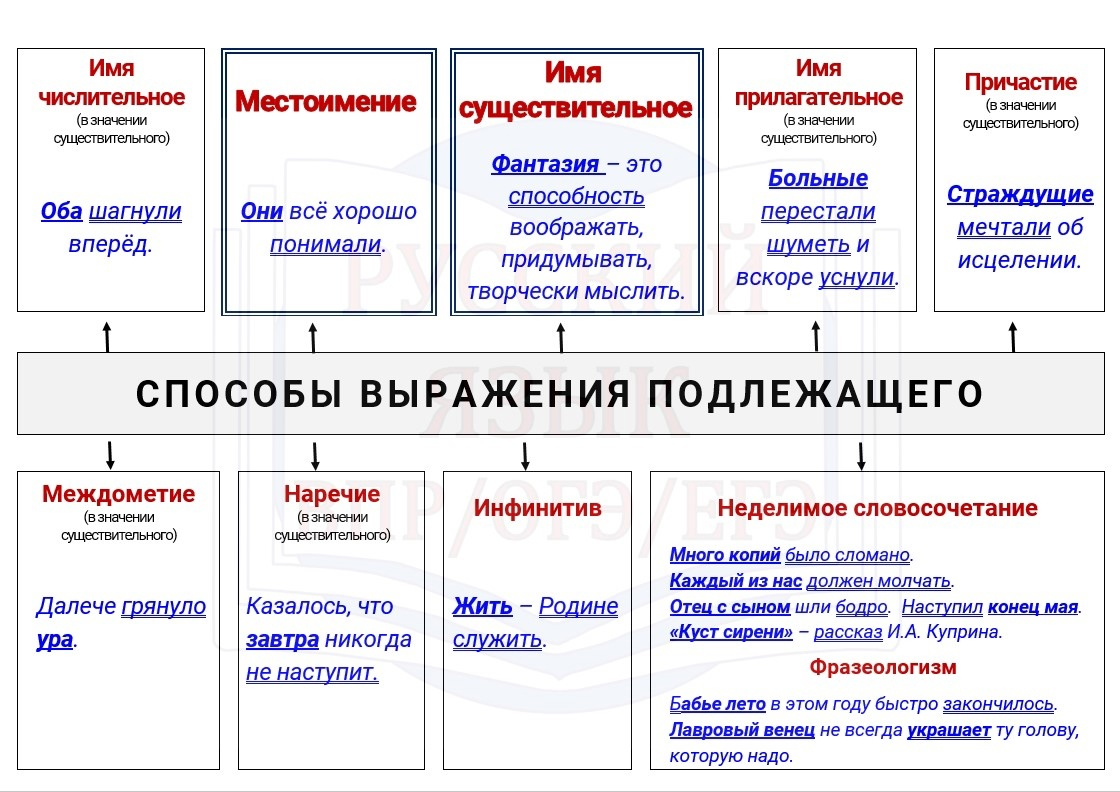 Имя
числительное
(в значении
существительного)
Оба шагнули
вперёд.
Местоимение
Они всё хорошо
понимали.
Имя
существительное
Фантазия – это
способность
воображать,
придумывать,
творчески мыслить.
Имя
прилагательное
(в значении
существительного)
Больные
перестали
шуметь и
вскоре уснули.
Причастие
(в значении
существительного)
Страждущие
мечтали об
исцелении.
РУССКИЙ
ЯЗЫК
ВПР/ОГЭ/ЕГЭ
СПОСОБЫ ВЫРАЖЕНИЯ ПОДЛЕЖАЩЕГО
Междометие
(в значении
существительного)
Далече грянуло
ура.
Наречие
(в значении
существительного)
Казалось, что
завтра никогда
не наступит.
Инфинитив
Жить – Родине
служить.
Неделимое словосочетание
Много копий было сломано.
Каждый из нас должен молчать.
Отец с сыном шли бодро. Наступил конец мая.
«Куст сирени» – рассказ И.А. Куприна.
Фразеологизм
Бабье лето в этом году быстро закончилось.
Лавровый венец не всегда украшает ту голову,
которую надо.